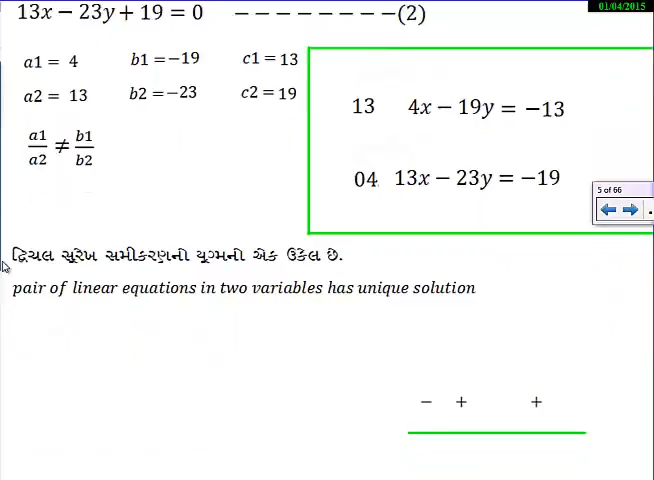 01/04/2015
13x − 23y + 19 = 0 − − − − − − − −(2)
a1 = 4 b1 = −19 c1 = 13
a2 = 13 b2 = −23 c2 = 19
a1/a2 ≠ b1/b2
13 4x − 19y = −13
04 13x − 23y = −19
5 of 66
દ્વિચલ સૂરેખ સમીકરણનો યૂગ્મનો એક ઉકેલ છે.
pair of linear equations in two variables has unique solution
− + +